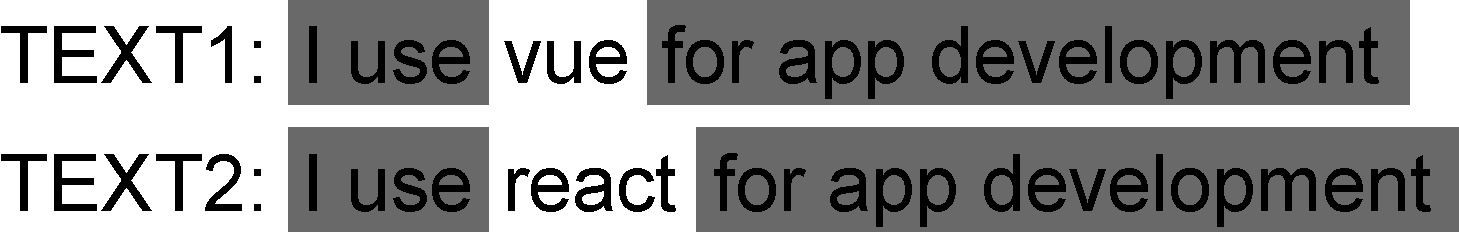 TEXT1: I use vue for app development
TEXT2: I use react for app development